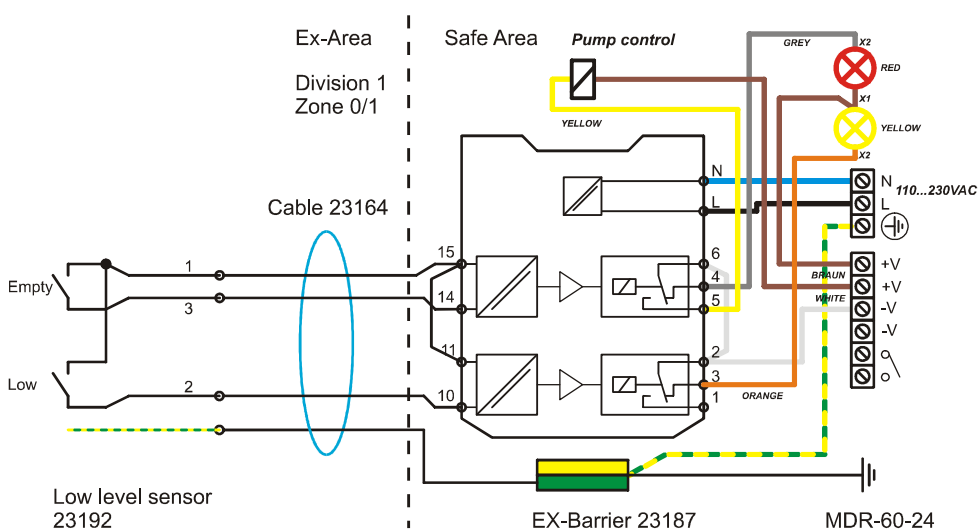 Ex-Area
Safe Area
Pump control
GREY
X2
RED
Division 1
Zone 0/1
X1
YELLOW
YELLOW
X2
N
N
110...230VAC
Cable 23164
L
L
15
6
+V
1
BRAUN
Empty
4
+V
3
14
5
WHITE
-V
-V
11
2
Low
2
10
3
ORANGE
1
Low level sensor
23192
EX-Barrier 23187
MDR-60-24